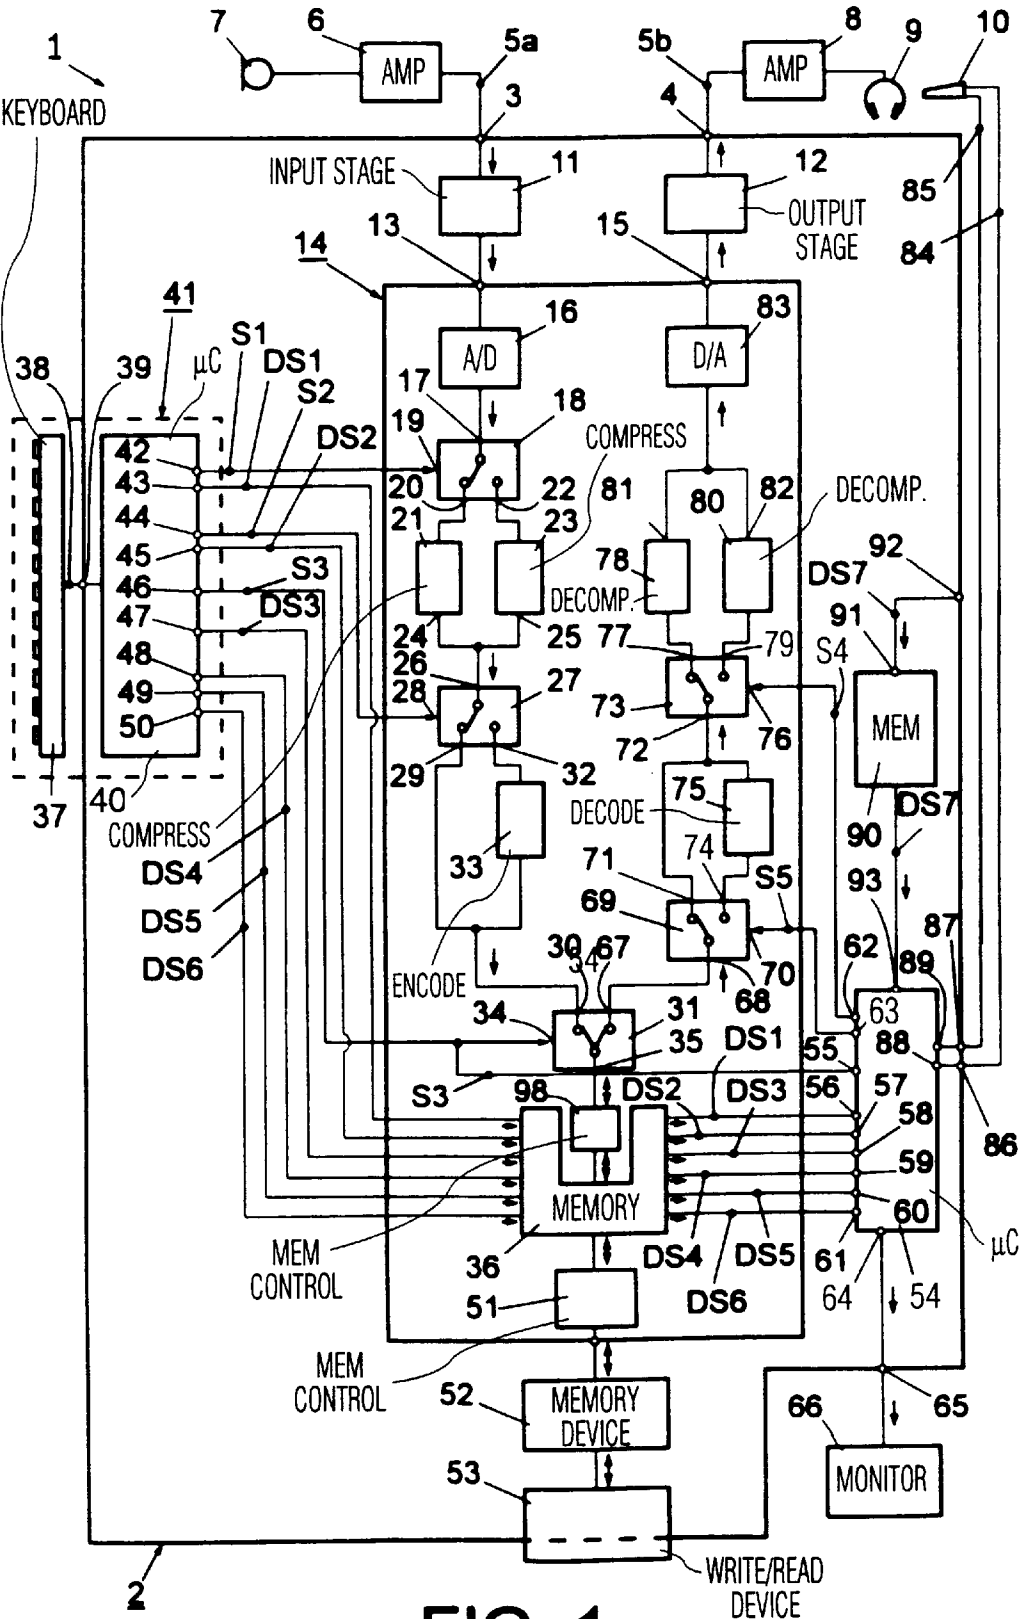 7 6 5a 5b 8 9 10
1 AMP AMP
KEYBOARD 3 4
INPUT STAGE 11 12 85
OUTPUT
STAGE
13 15 84
14
41 16 83
S1 A/D D/A
38 39 µC DS1
S2 17 18
DS2 19 COMPRESS
42 20 22 81 82 DECOMP.
43 21 23 80
44 92
45 S3 78 DS7
46 DS3 DECOMP. 91
47 24 25 77 79 S4
48 26
49 28 27 73 MEM
50 72 76
29 32
37 40 75 DS7
COMPRESS DECODE 90
DS4 33 71 74 S5 93
DS5 69 87
DS6 30 34 67 70 62 89
ENCODE 68 63
34 31 88
35 DS1 55
S3 98 DS2 DS3 56 57
58 86
59
MEMORY 60
MEM
CONTROL
36 DS4 DS5 61 µC
51 DS6 64 54
MEM
CONTROL
52 MEMORY
DEVICE
66 65
53 MONITOR
2 WRITE/READ
DEVICE
FIG. 1